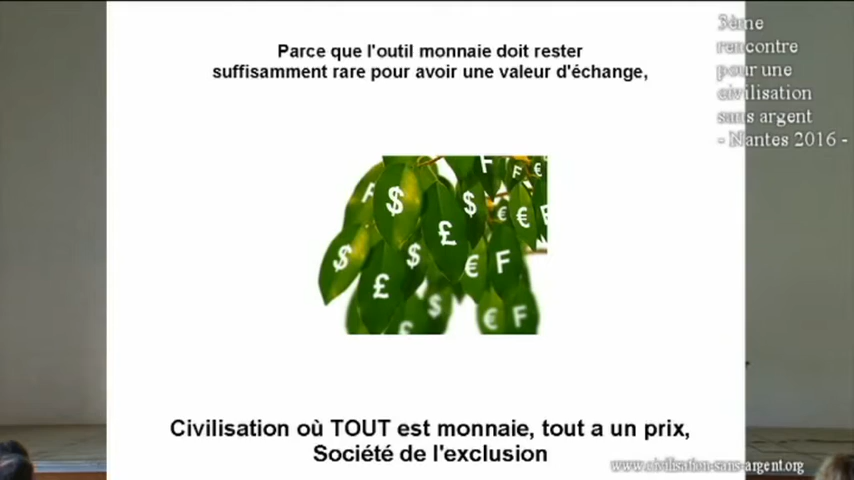 Parce que l'outil monnaie doit rester
suffisamment rare pour avoir une valeur d'échange,
3ème
rencontre
pour une
civilisation
sans argent
- Nantes 2016 -
F F €
F $ $ € € F
£
$ $ € F
£
$ € F
£
Civilisation où TOUT est monnaie, tout a un prix,
Société de l'exclusion
www.civilisation-sans-argent.org